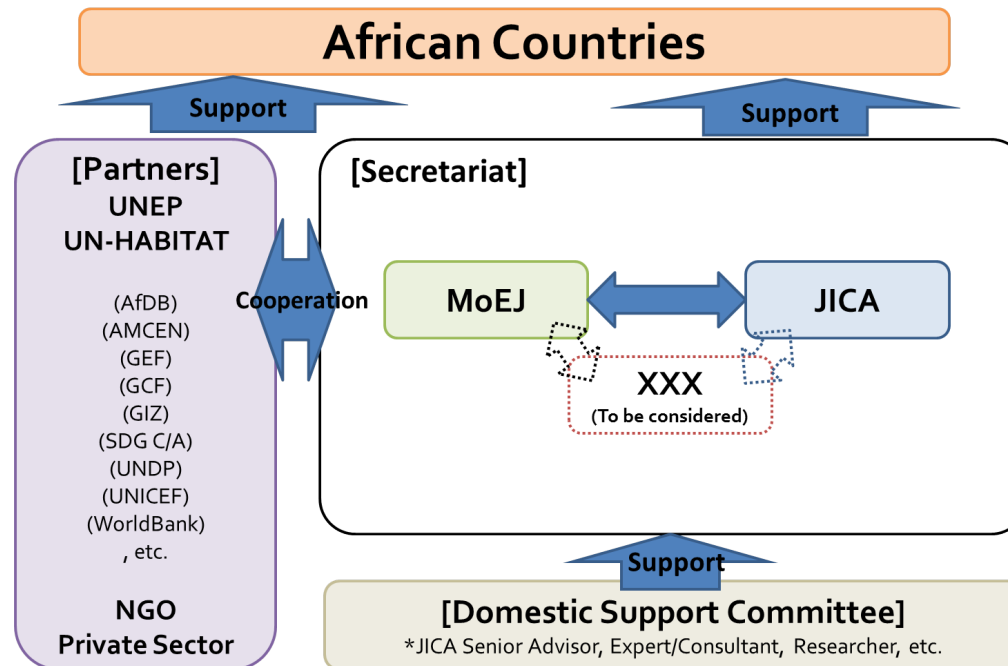 African Countries
Support
Support
[Partners]
UNEP
UN-HABITAT
(AfDB)
(AMCEN)
(GEF)
(GCF)
(GIZ)
(SDG C/A)
(UNDP)
(UNICEF)
(WorldBank)
, etc.
NGO
Private Sector
Cooperation
[Secretariat]
MoEJ
JICA
XXX
(To be considered)
Support
[Domestic Support Committee]
*JICA Senior Advisor, Expert/Consultant, Researcher, etc.